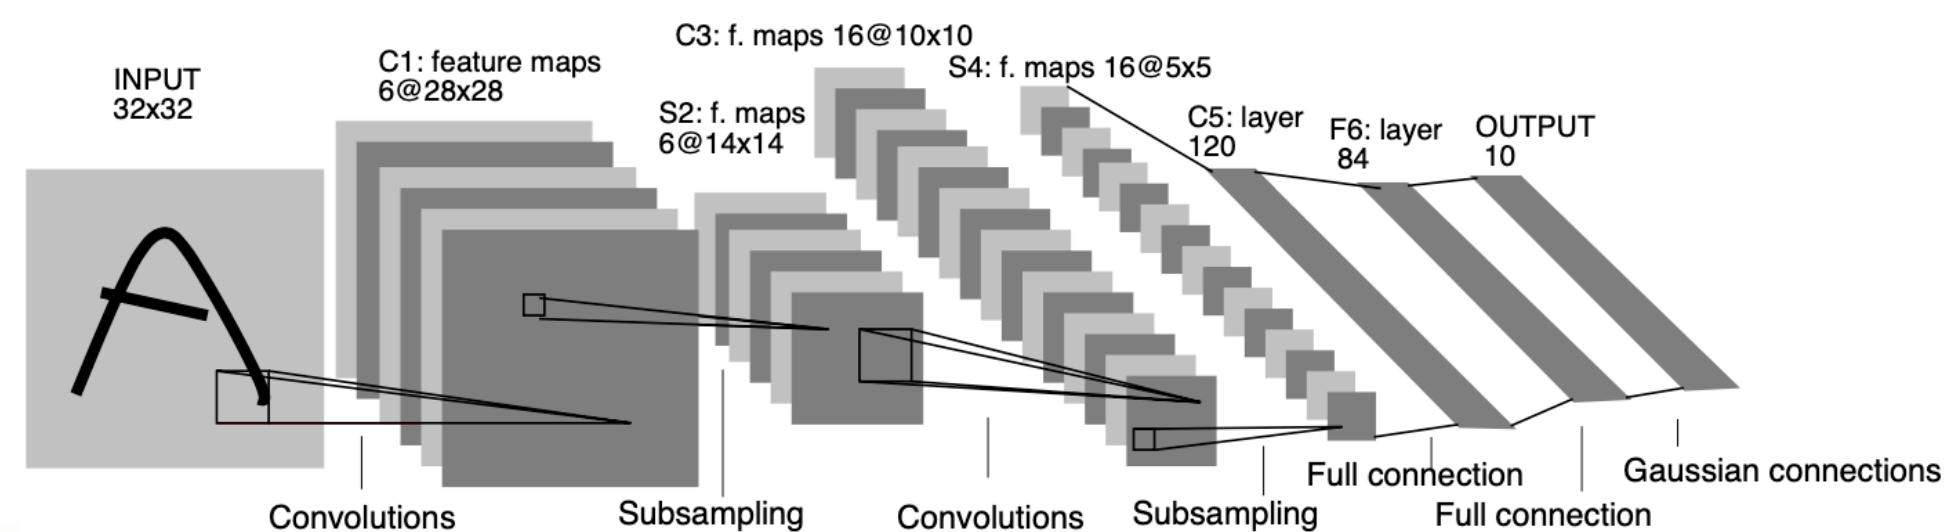 INPUT
32x32
C1: feature maps
6@28x28
S2: f. maps
6@14x14
C3: f. maps 16@10x10
S4: f. maps 16@5x5
C5: layer
120
F6: layer
84
OUTPUT
10
Convolutions
Subsampling
Convolutions
Subsampling
Full connection
Full connection
Gaussian connections